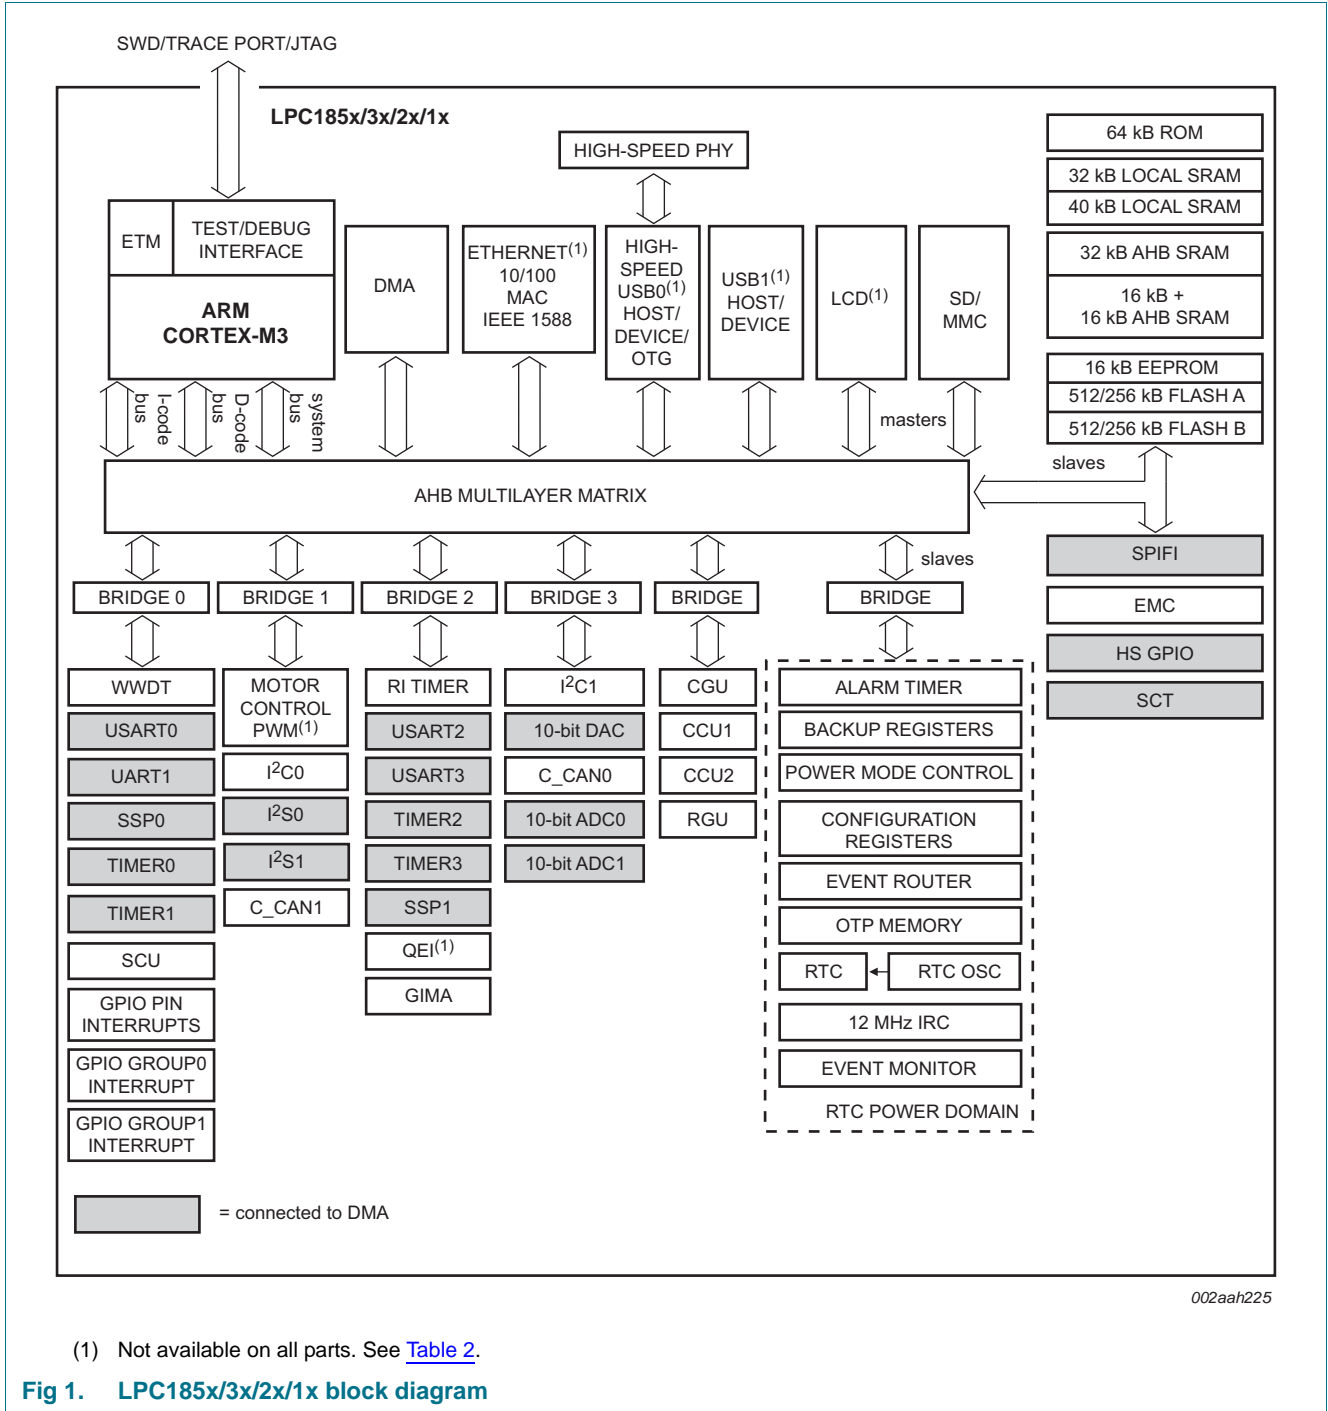 SWD/TRACE PORT/JTAG
LPC185x/3x/2x/1x
HIGH-SPEED PHY
ETM
TEST/DEBUG
INTERFACE
ARM
CORTEX-M3
DMA
ETHERNET(1)
10/100
MAC
IEEE 1588
HIGH-
SPEED
USB0(1)
HOST/
DEVICE/
OTG
USB1(1)
HOST/
DEVICE
LCD(1)
SD/
MMC
64 kB ROM
32 kB LOCAL SRAM
40 kB LOCAL SRAM
32 kB AHB SRAM
16 kB +
16 kB AHB SRAM
16 kB EEPROM
512/256 kB FLASH A
512/256 kB FLASH B
I-code
bus
D-code
bus
system
bus
masters
slaves
AHB MULTILAYER MATRIX
slaves
SPIFI
EMC
HS GPIO
SCT
BRIDGE 0
BRIDGE 1
BRIDGE 2
BRIDGE 3
BRIDGE
BRIDGE
WWDT
USART0
UART1
SSP0
TIMER0
TIMER1
SCU
GPIO PIN
INTERRUPTS
GPIO GROUP0
INTERRUPT
GPIO GROUP1
INTERRUPT
MOTOR
CONTROL
PWM(1)
I2C0
I2S0
I2S1
C_CAN1
RI TIMER
USART2
USART3
TIMER2
TIMER3
SSP1
QEI(1)
GIMA
I2C1
10-bit DAC
C_CAN0
10-bit ADC0
10-bit ADC1
CGU
CCU1
CCU2
RGU
ALARM TIMER
BACKUP REGISTERS
POWER MODE CONTROL
CONFIGURATION
REGISTERS
EVENT ROUTER
OTP MEMORY
RTC
RTC OSC
12 MHz IRC
EVENT MONITOR
RTC POWER DOMAIN
= connected to DMA
002aah225
(1) Not available on all parts. See Table 2.
Fig 1. LPC185x/3x/2x/1x block diagram